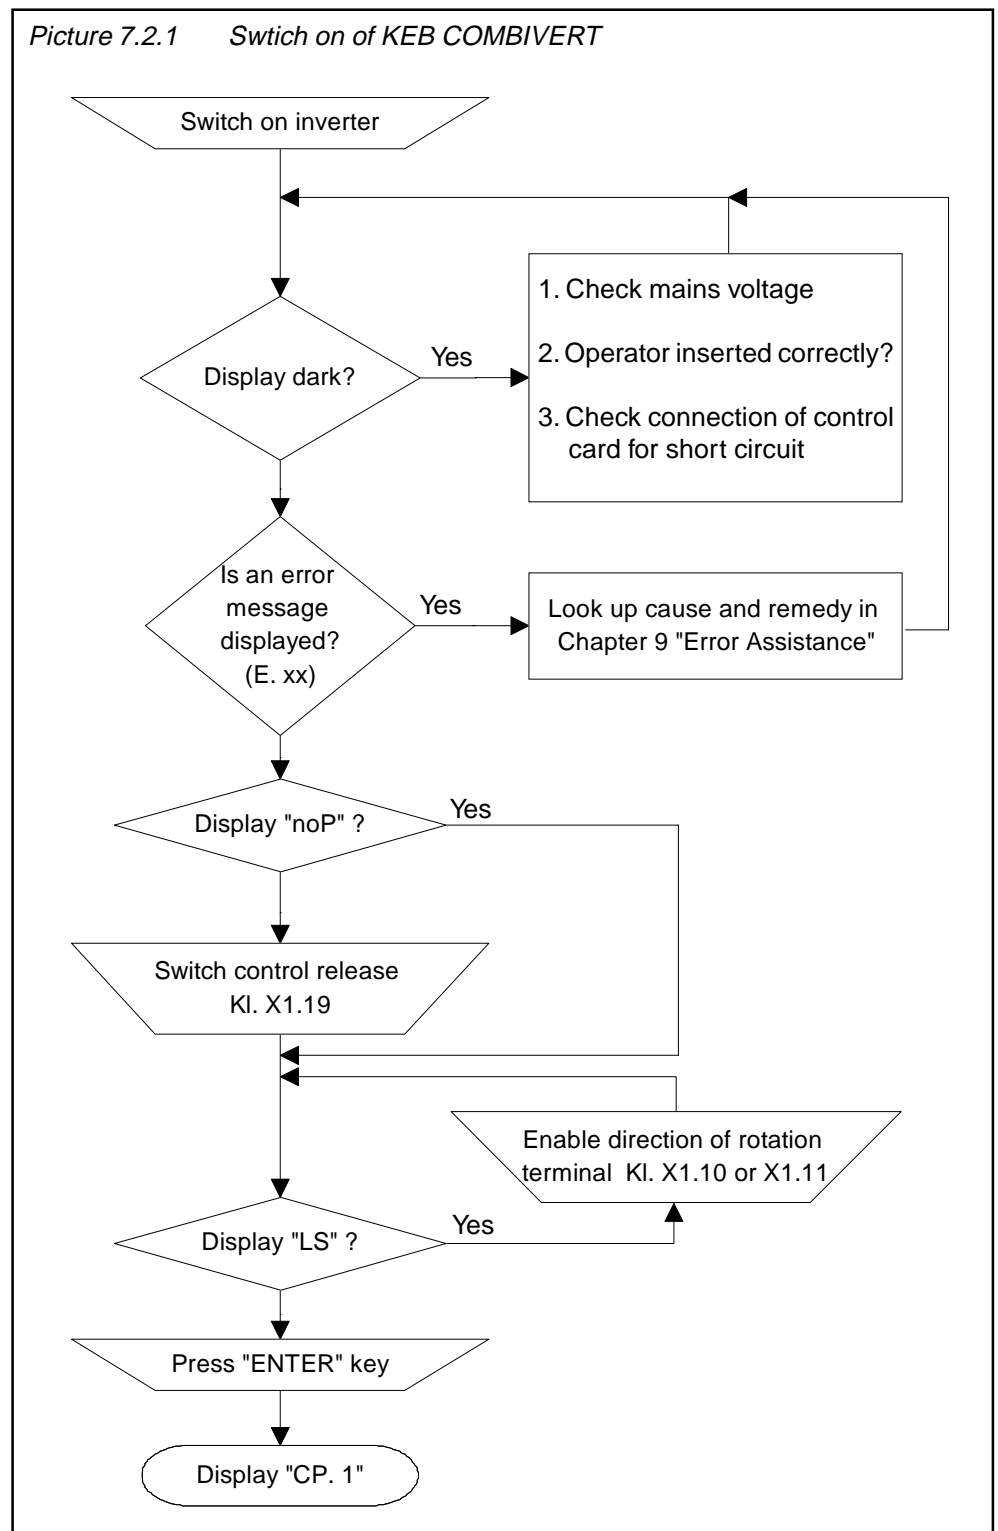 Picture 7.2.1 Swtich on of KEB COMBIVERT
Switch on inverter
Display dark?
Yes
1. Check mains voltage
2. Operator inserted correctly?
3. Check connection of control
card for short circuit
Is an error
message
displayed?
(E. xx)
Yes
Look up cause and remedy in
Chapter 9 "Error Assistance"
Display "noP" ?
Yes
Switch control release
Kl. X1.19
Enable direction of rotation
terminal Kl. X1.10 or X1.11
Display "LS" ?
Yes
Press "ENTER" key
Display "CP. 1"